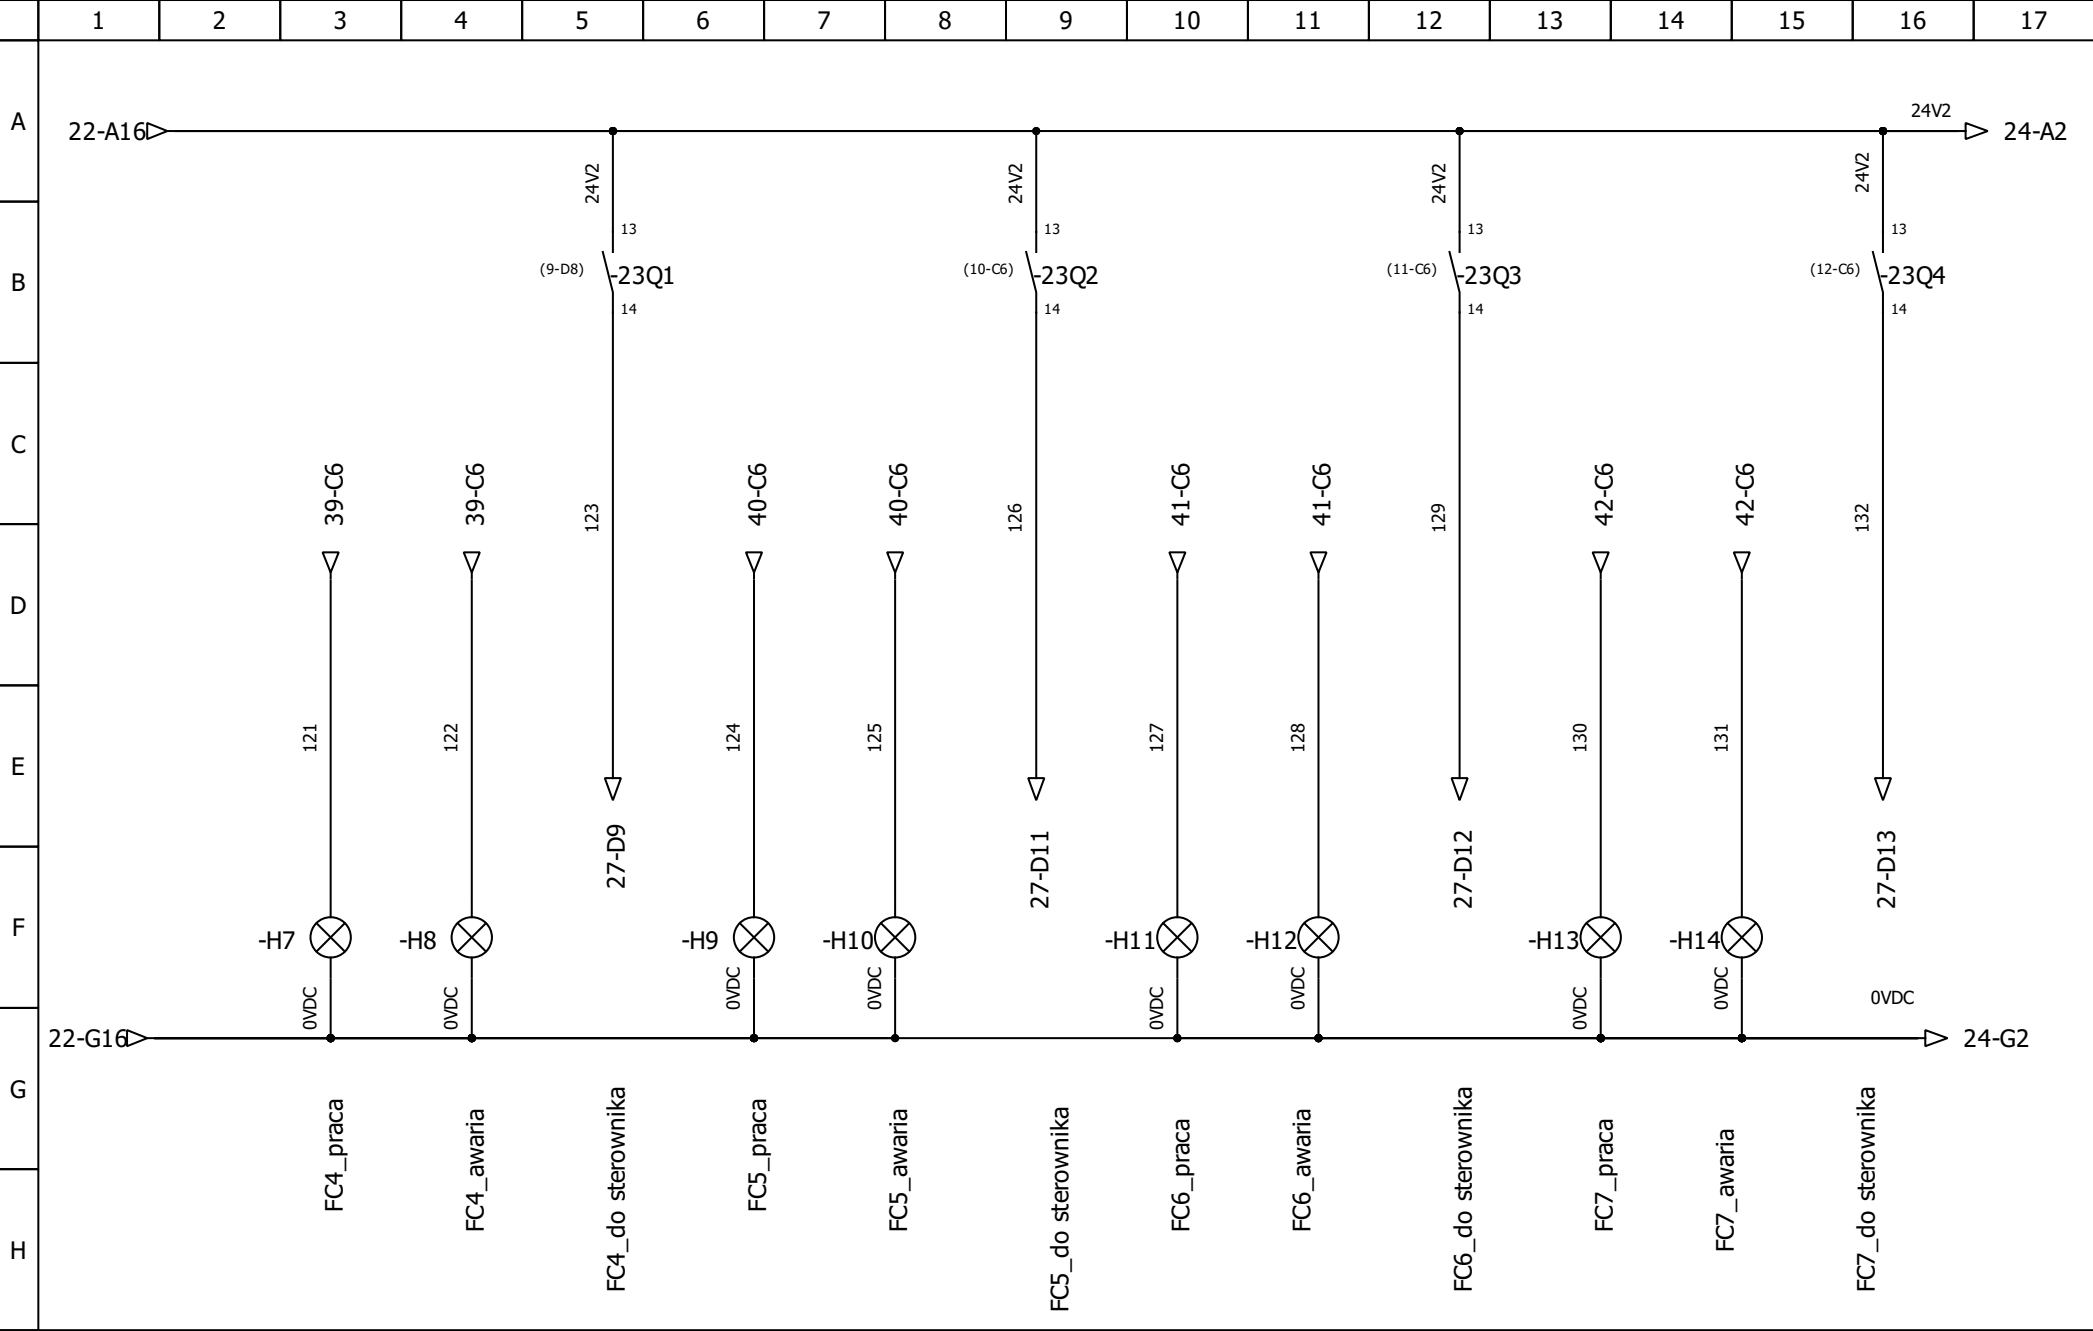 1 2 3 4 5 6 7 8 9 10 11 12 13 14 15 16 17
A
22-A16
24V2
24-A2
24V2
24V2
24V2
24V2
B
13
13
13
13
(9-D8)
-23Q1
(10-C6)
-23Q2
(11-C6)
-23Q3
(12-C6)
-23Q4
14
14
14
14
C
39-C6
39-C6
123
40-C6
40-C6
126
41-C6
41-C6
129
42-C6
42-C6
132
D
E
121
122
124
125
127
128
130
131
27-D9
27-D11
27-D12
27-D13
F
-H7
-H8
-H9
-H10
-H11
-H12
-H13
-H14
0VDC
0VDC
0VDC
0VDC
0VDC
0VDC
0VDC
0VDC
0VDC
22-G16
24-G2
G
FC4_praca
FC4_awaria
FC4_do sterownika
FC5_praca
FC5_awaria
FC5_do sterownika
FC6_praca
FC6_awaria
FC6_do sterownika
FC7_praca
FC7_awaria
FC7_do sterownika
H